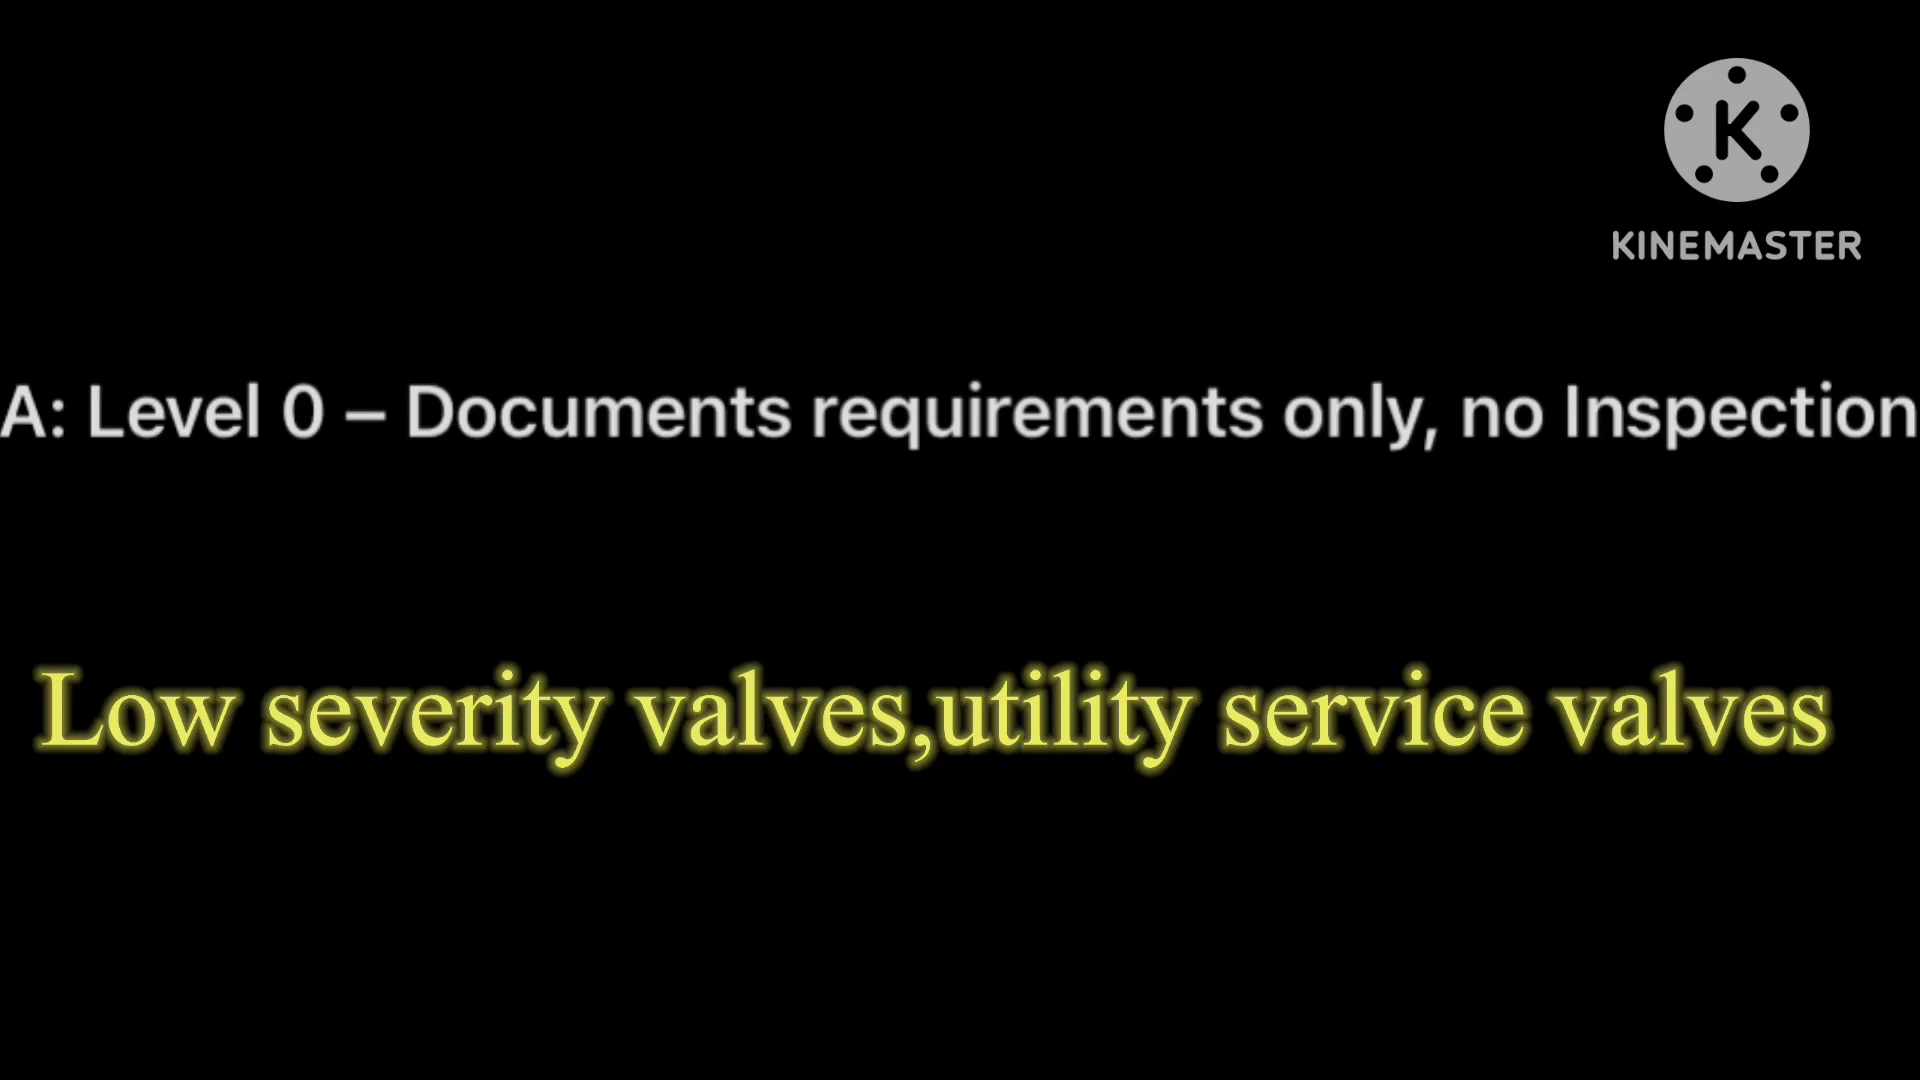 K
KINEMASTER
A: Level 0 – Documents requirements only, no Inspection
Low severity valves,utility service valves